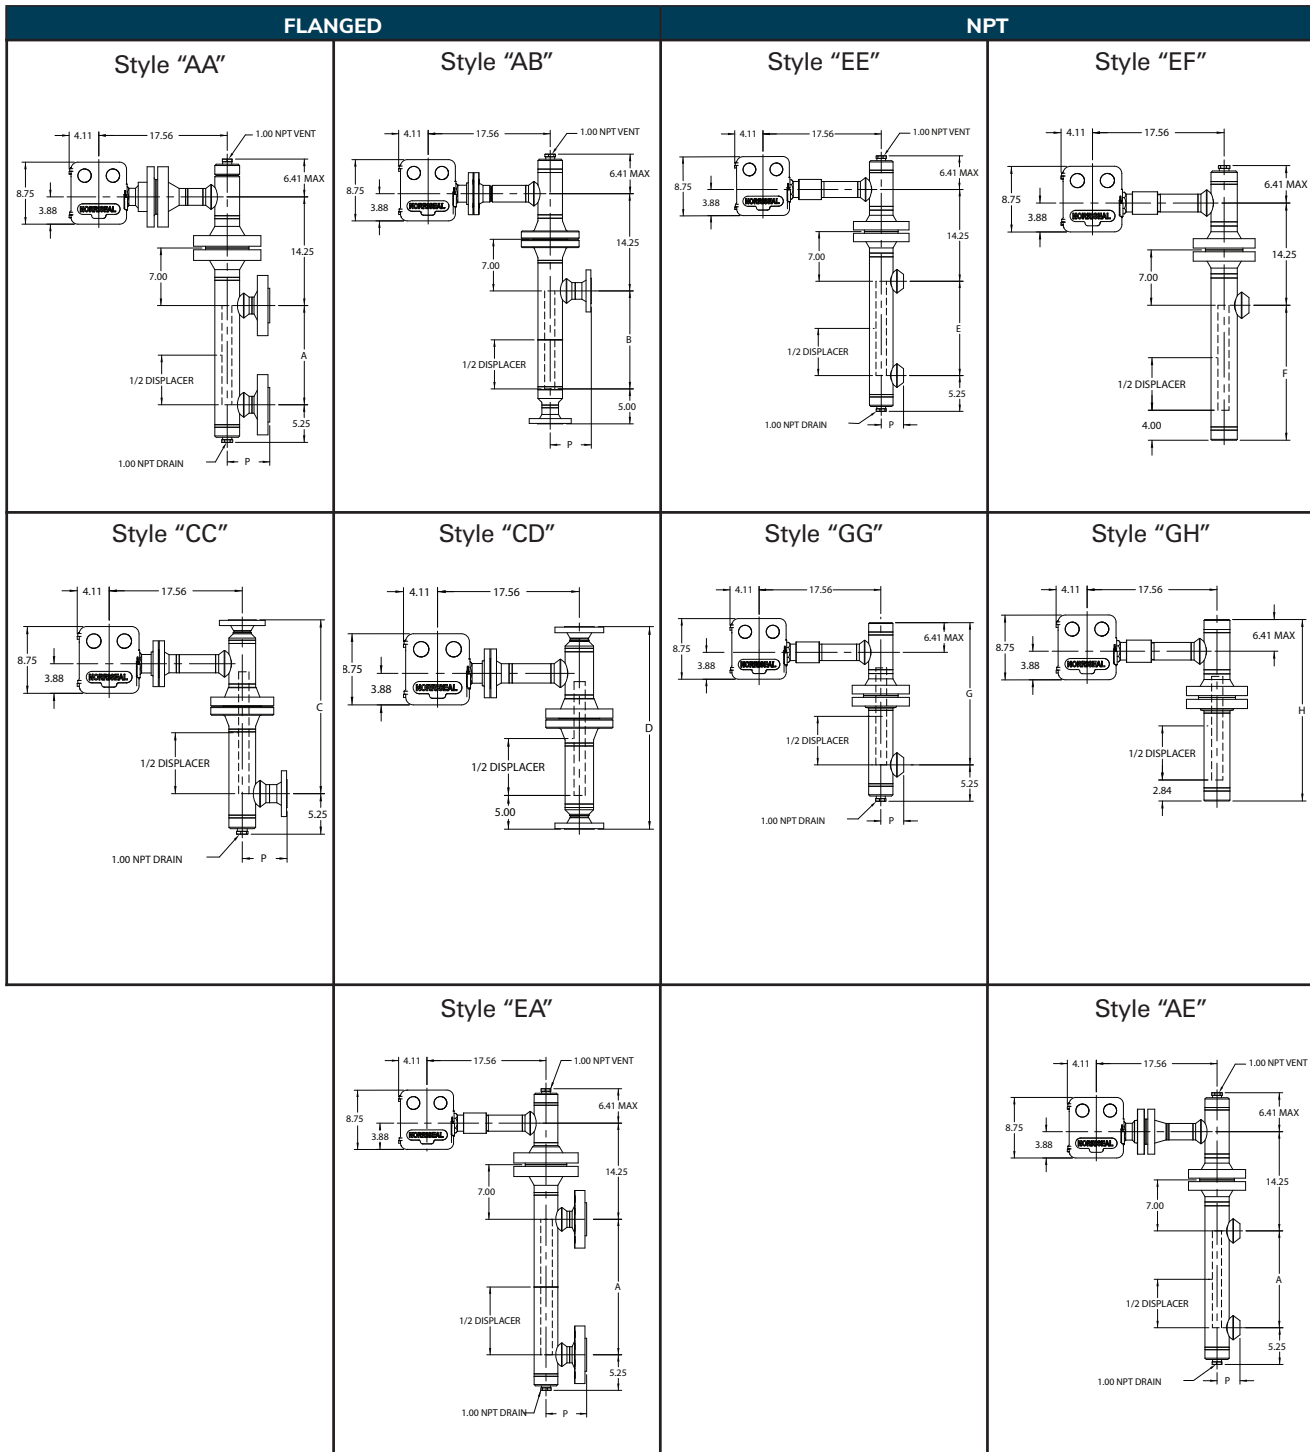 FLANGED
NPT
Style “AA”
4.11
17.56
1.00 NPT VENT
6.41 MAX
8.75
3.88
NORRISEAL
14.25
7.00
A
1/2 DISPLACER
5.25
1.00 NPT DRAIN
P
Style “AB”
4.11
17.56
1.00 NPT VENT
6.41 MAX
8.75
3.88
NORRISEAL
14.25
7.00
B
1/2 DISPLACER
5.00
P
Style “EE”
4.11
17.56
1.00 NPT VENT
6.41 MAX
8.75
3.88
NORRISEAL
14.25
7.00
E
1/2 DISPLACER
5.25
1.00 NPT DRAIN
P
Style “EF”
4.11
17.56
6.41 MAX
8.75
3.88
NORRISEAL
14.25
7.00
1/2 DISPLACER
F
4.00
Style “CC”
4.11
17.56
8.75
3.88
NORRISEAL
C
1/2 DISPLACER
5.25
1.00 NPT DRAIN
P
Style “CD”
4.11
17.56
8.75
3.88
NORRISEAL
D
1/2 DISPLACER
5.00
Style “GG”
4.11
17.56
6.41 MAX
8.75
3.88
NORRISEAL
G
1/2 DISPLACER
5.25
1.00 NPT DRAIN
P
Style “GH”
4.11
17.56
6.41 MAX
8.75
3.88
NORRISEAL
H
1/2 DISPLACER
2.84
Style “EA”
4.11
17.56
1.00 NPT VENT
6.41 MAX
8.75
3.88
NORRISEAL
14.25
7.00
A
1/2 DISPLACER
5.25
1.00 NPT DRAIN
P
Style “AE”
4.11
17.56
1.00 NPT VENT
6.41 MAX
8.75
3.88
NORRISEAL
14.25
7.00
A
1/2 DISPLACER
5.25
1.00 NPT DRAIN
P